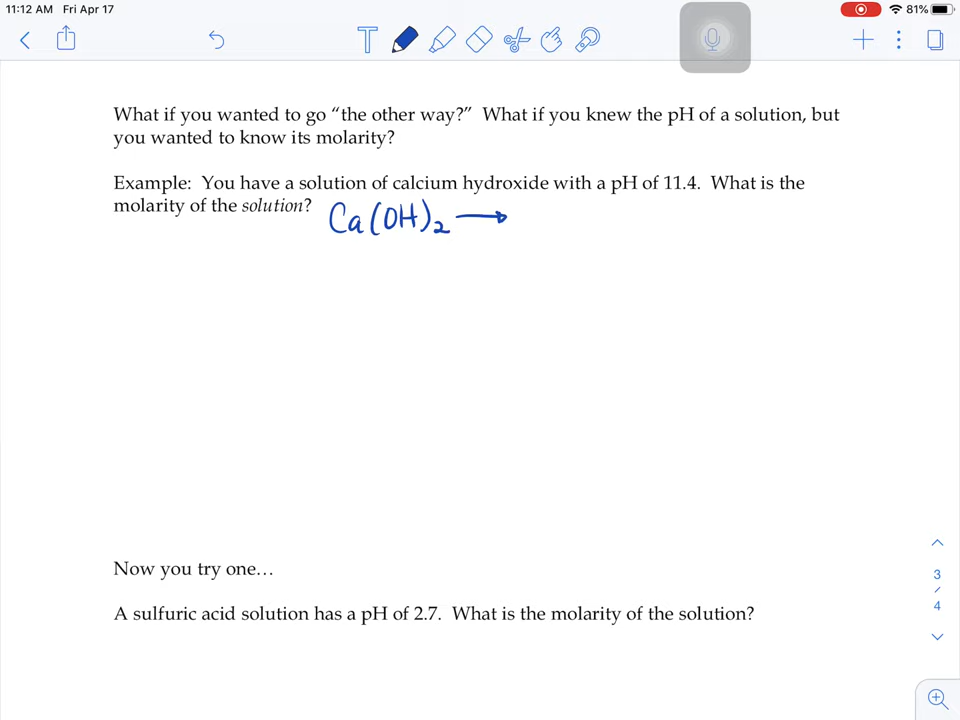 11:12 AM Fri Apr 17
81%
T
What if you wanted to go “the other way?” What if you knew the pH of a solution, but
you wanted to know its molarity?
Example: You have a solution of calcium hydroxide with a pH of 11.4. What is the
molarity of the solution? Ca(OH)₂ →
Now you try one…
A sulfuric acid solution has a pH of 2.7. What is the molarity of the solution?
3
/
4